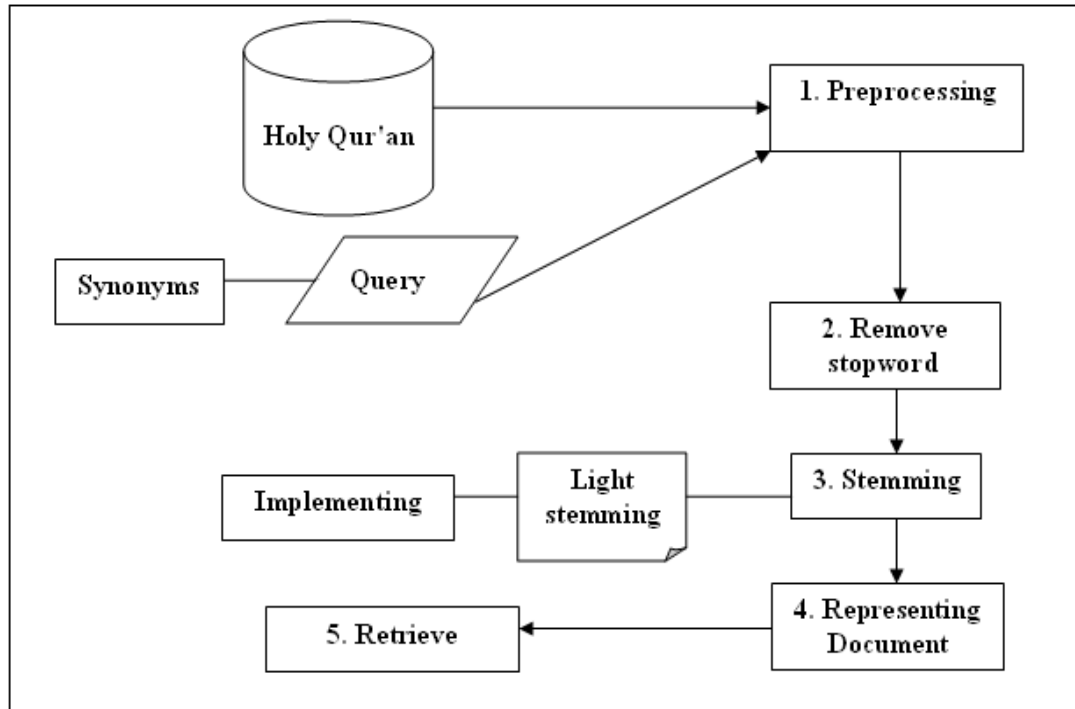 Holy Qur'an
1. Preprocessing
Synonyms
Query
2. Remove
stopword
Implementing
Light
stemming
3. Stemming
4. Representing
Document
5. Retrieve